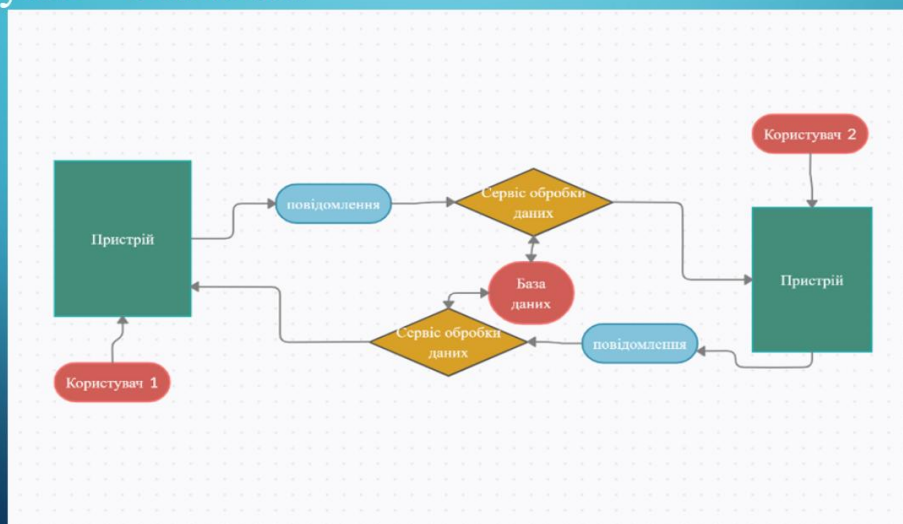 Користувач 2
Пристрій
повідомлення
Сервіс обробки
даних
База
даних
Пристрій
Сервіс обробки
даних
повідомлення
Користувач 1